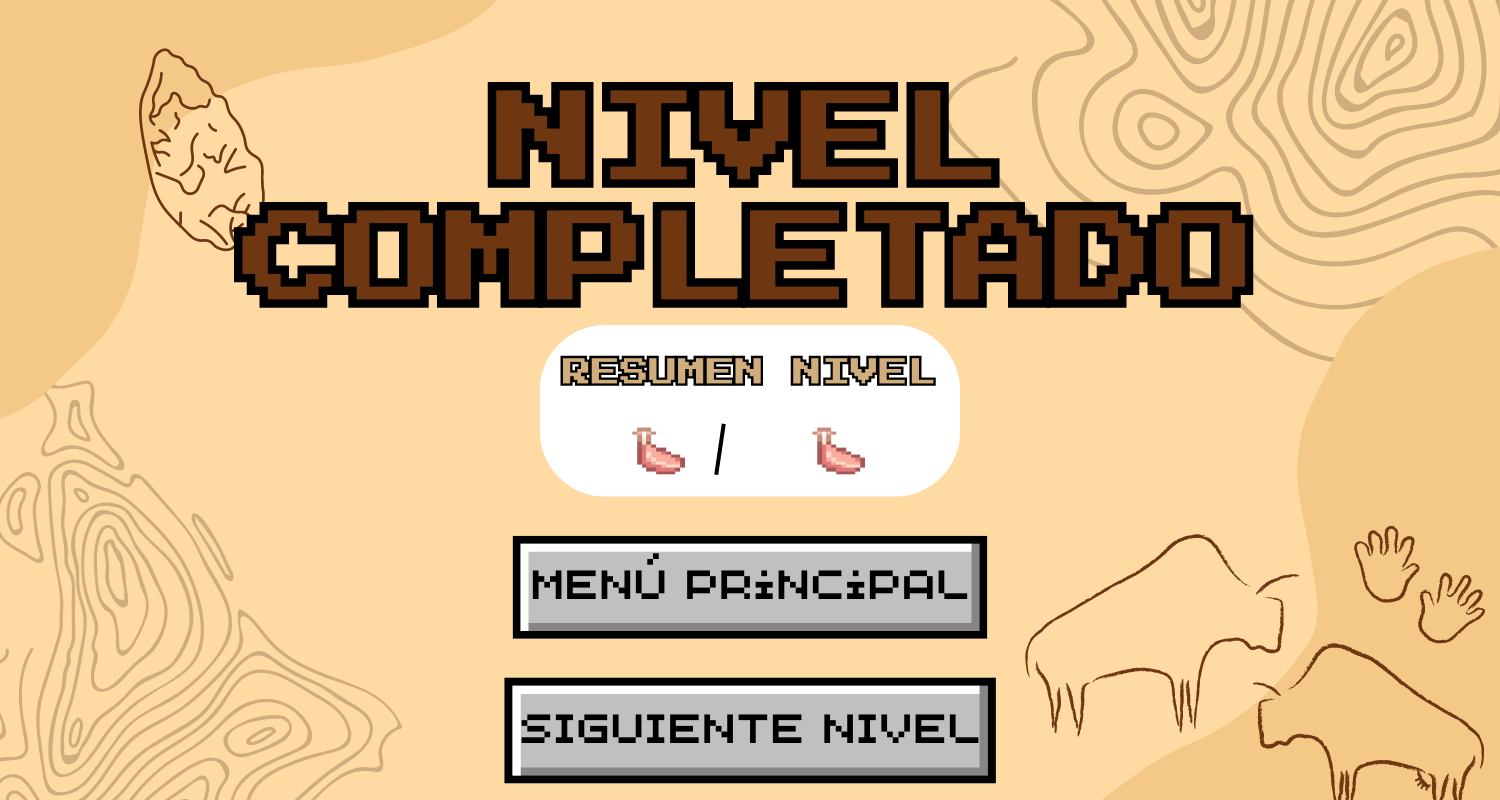 NIVEL
COMPLETADO
RESUMEN NIVEL
/
MENÚ PRiNCiPAL
SIGUIENTE NIVEL